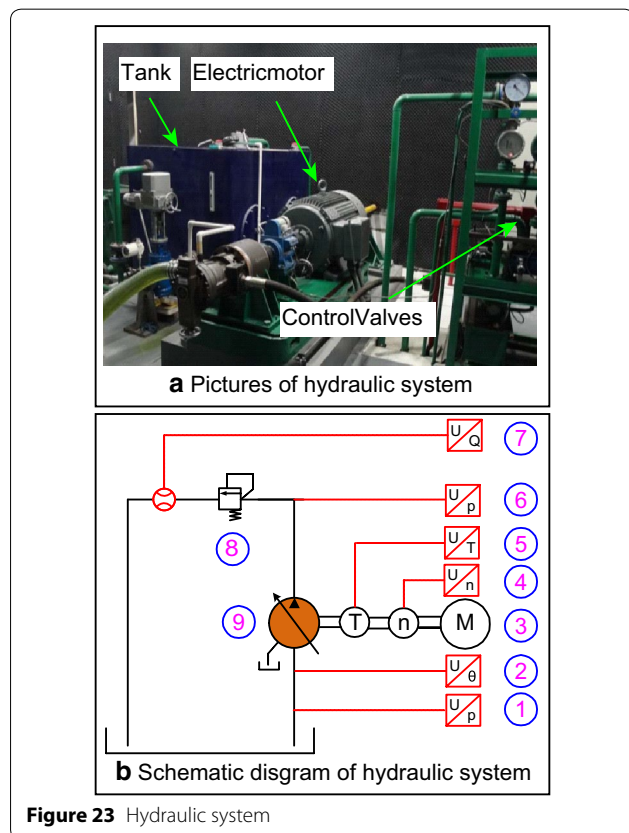 Tank Electricmotor
ControlValves
a Pictures of hydraulic system
U Q 7
U p 6
8
U T 5
U n 4
9 T n M 3
U θ 2
U p 1
b Schematic disgram of hydraulic system
Figure 23 Hydraulic system